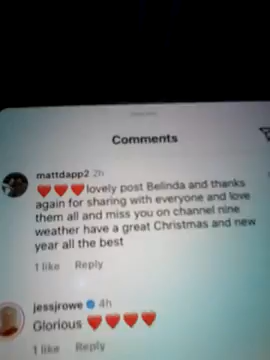 Comments
mattdapp2 2h
❤️❤️❤️lovely post Belinda and thanks
again for sharing with everyone and love
them all and miss you on channel nine
weather have a great Christmas and new
year all the best
1 like Reply
jessjrowe 4h
Glorious ❤️❤️❤️❤️
1 like Reply